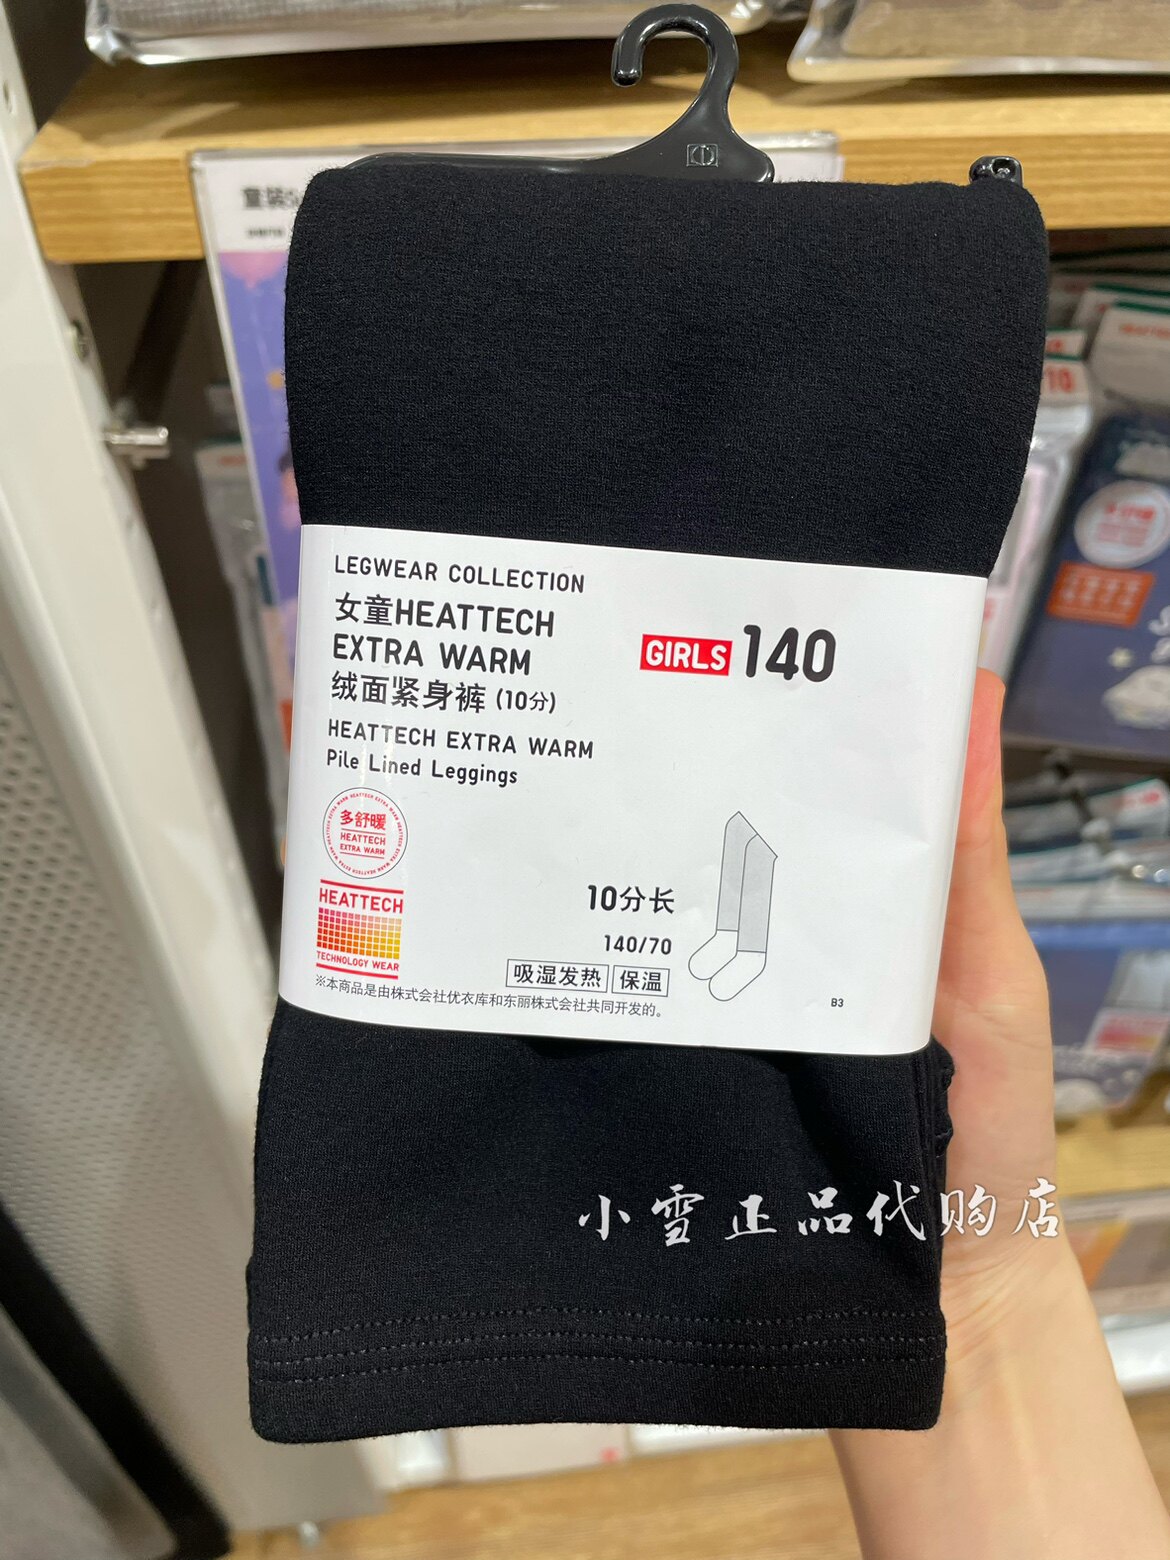 童装
LEGWEAR COLLECTION
女童HEATTECH
EXTRA WARM
绒面紧身裤 (10分)
HEATTECH EXTRA WARM
Pile Lined Leggings
GIRLS 140
多舒暖
HEATTECH
EXTRA WARM
HEATTECH
TECHNOLOGY WEAR
10分长
140/70
吸湿发热 保温
※本商品是由株式会社优衣库和东丽株式会社共同开发的。
B3
小雪正品代购店